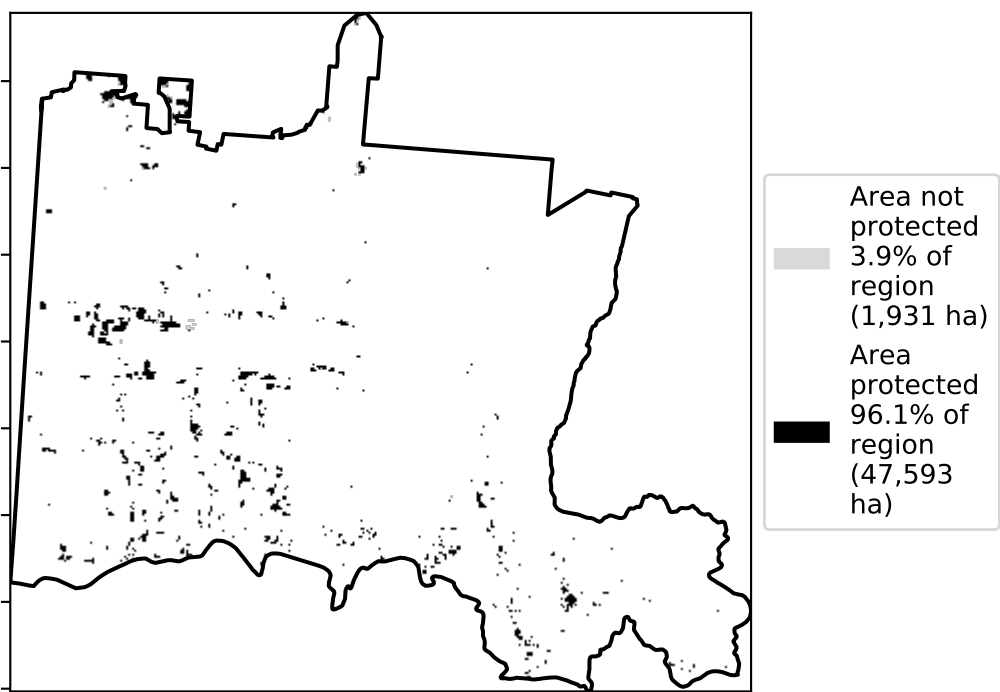 Area not
protected
3.9% of
region
(1,931 ha)
Area
protected
96.1% of
region
(47,593
ha)